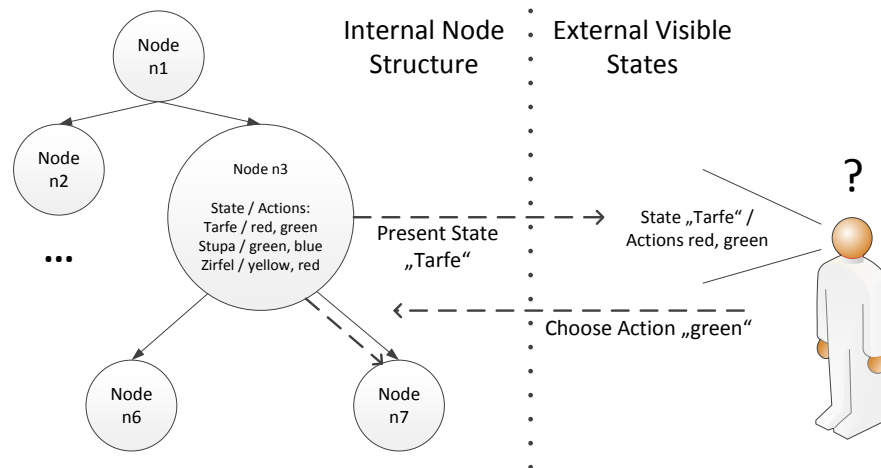 Internal Node
Structure
External Visible
States
Node
n1
Node
n2
Node n3
State / Actions:
Tarfe / red, green
Stupa / green, blue
Zirfel / yellow, red
...
Present State
„Tarfe“
State „Tarfe“ /
Actions red, green
?
Choose Action „green“
Node
n6
Node
n7